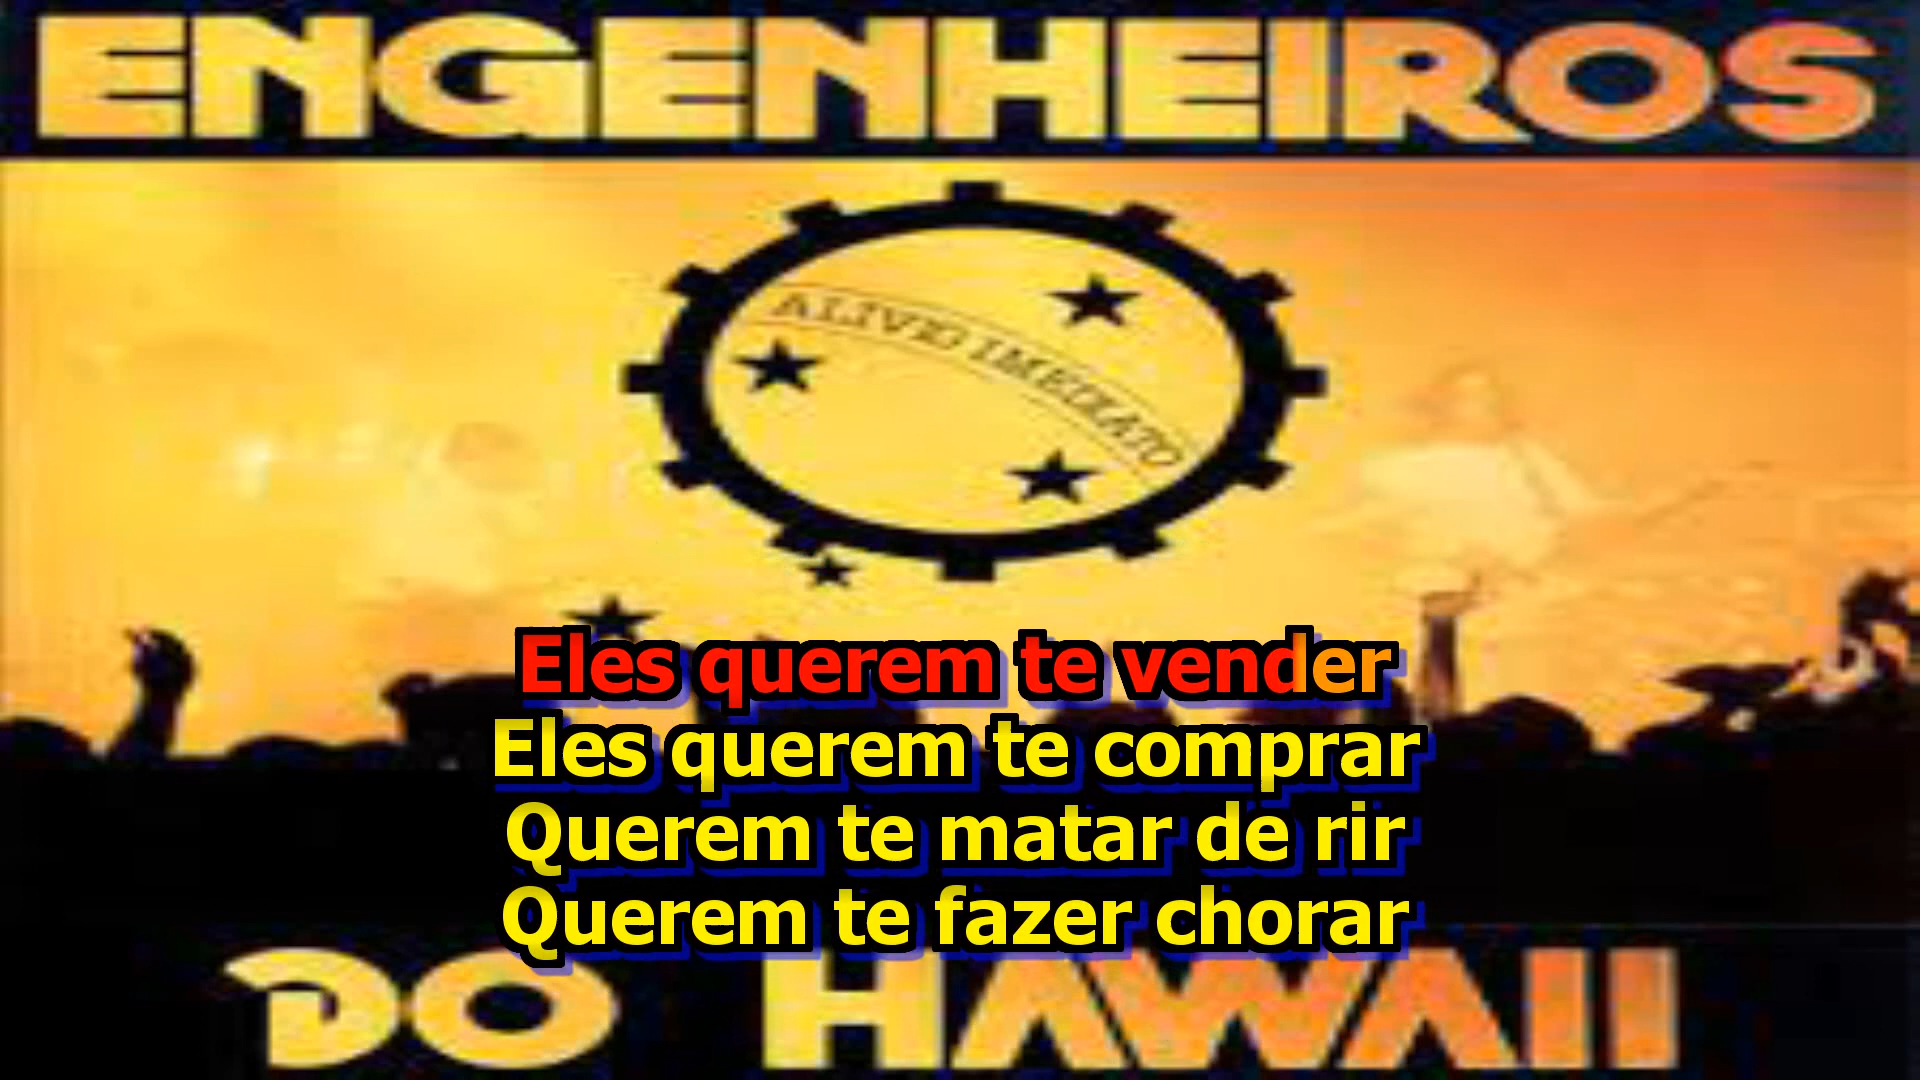 ENGENHEIROS
ALIVIO IMEDIATO
Eles querem te vender
Eles querem te comprar
Querem te matar de rir
Querem te fazer chorar
DO HAWAII